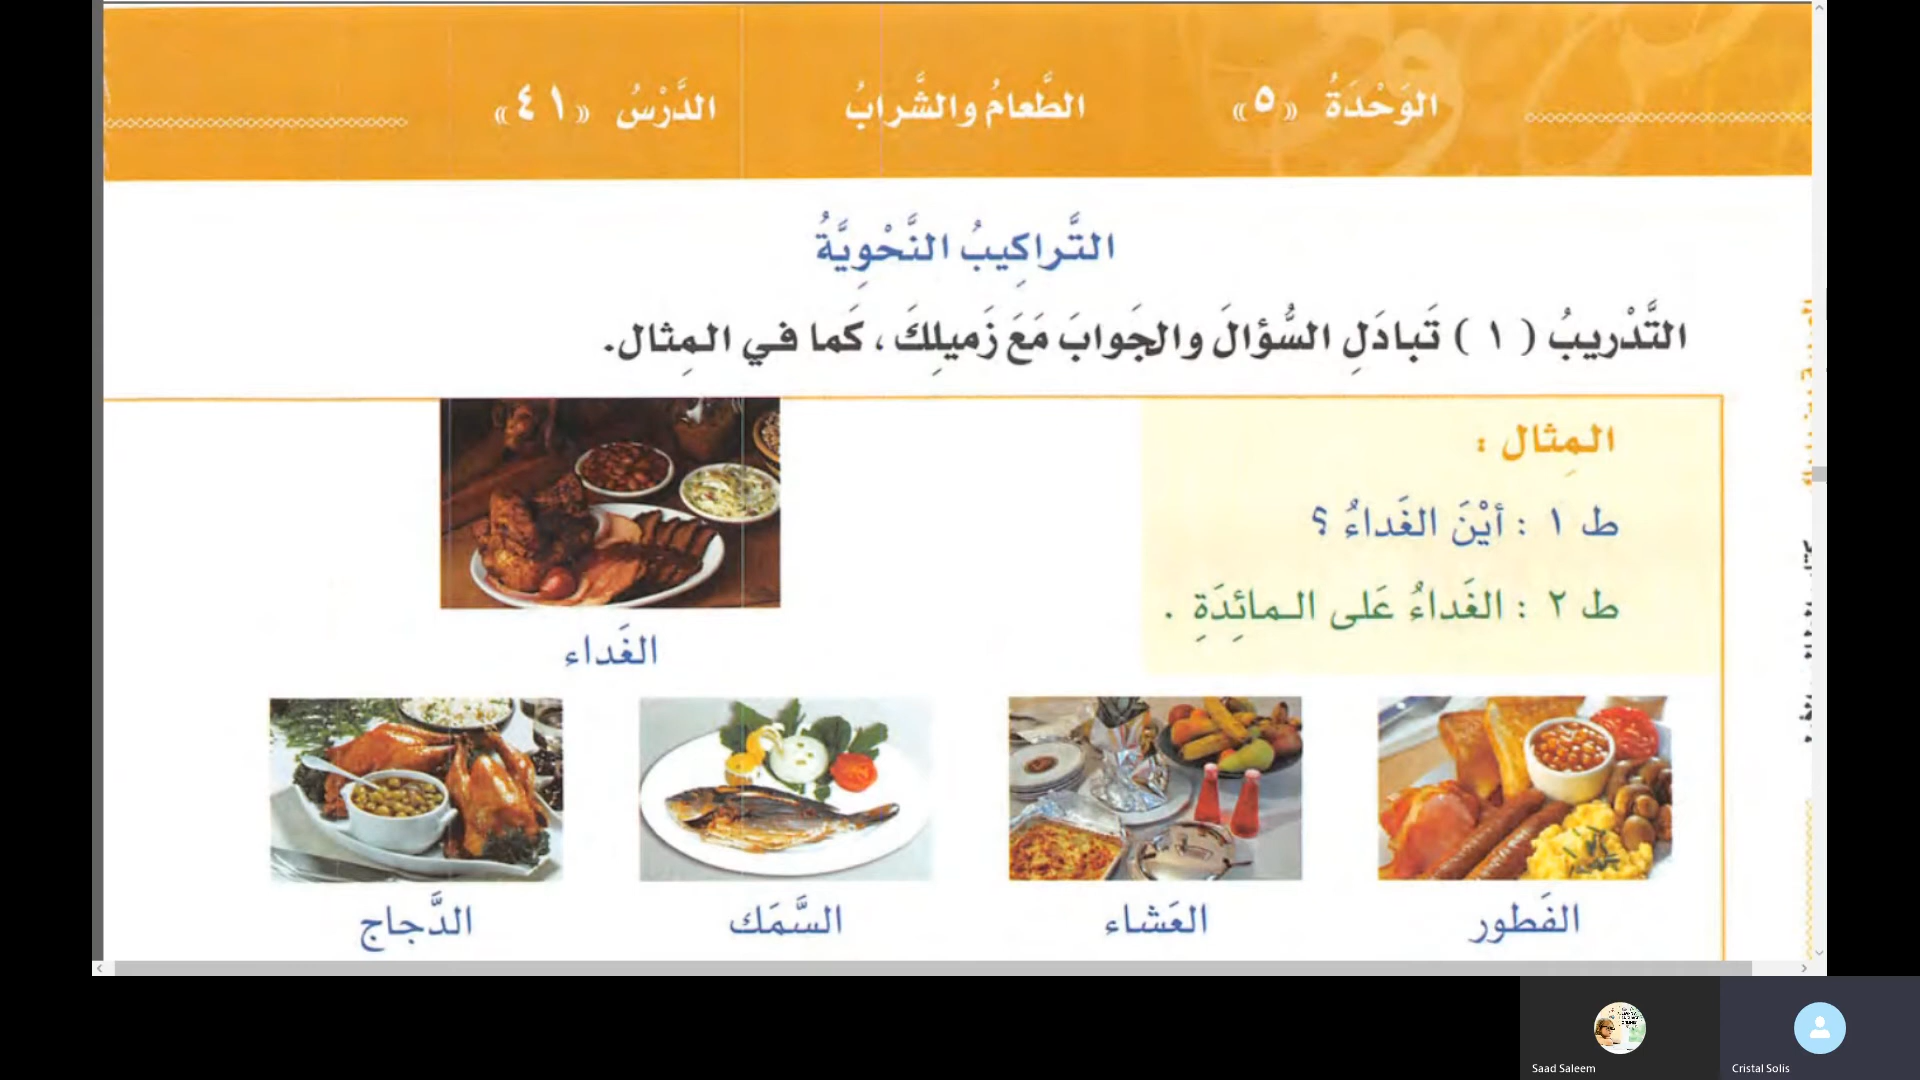 الوَحْدَةُ «٥» الطَّعامُ والشَّرابُ الدَّرْسُ «٤١»
التَّراكِيبُ النَّحْوِيَّةُ
التَّدْريبُ ( ١ ) تَبادَلِ السُّؤالَ والجَوابَ مَعَ زَميلِكَ ، كَما في المِثال.
المِثال :
ط ١ : أيْنَ الغَداءُ ؟
ط ٢ : الغَداءُ عَلى المائِدَةِ .
الغَداء
الفَطور
العَشاء
السَّمَك
الدَّجاج
Saad Saleem
Cristal Solis